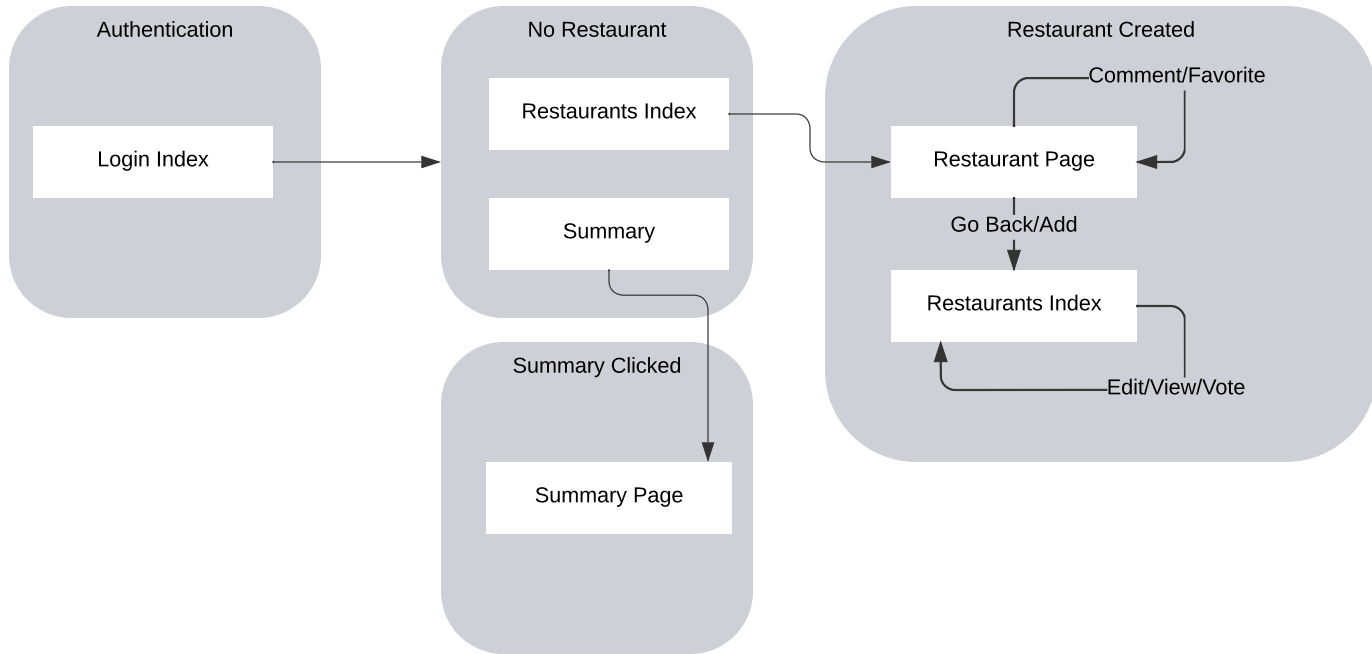 Authentication
Login Index
No Restaurant
Restaurants Index
Summary
Summary Clicked
Summary Page
Restaurant Created
Comment/Favorite
Restaurant Page
Go Back/Add
Restaurants Index
Edit/View/Vote